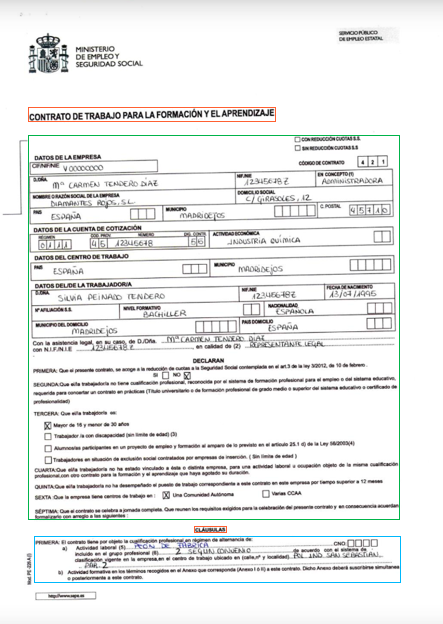 MINISTERIO
DE EMPLEO Y
SEGURIDAD SOCIAL
SERVICIO PÚBLICO
DE EMPLEO ESTATAL
CONTRATO DE TRABAJO PARA LA FORMACIÓN Y EL APRENDIZAJE
CON REDUCCIÓN CUOTAS S.S.
SIN REDUCCIÓN CUOTAS S.S.
DATOS DE LA EMPRESA
CÓDIGO DE CONTRATO 4 2 1
CIF/NIF/NIE V00000000
D./DÑA. NIF./NIE EN CONCEPTO (1)
Mª CARMEN TENDERO DÍAZ 12345678Z ADMINISTRADORA
NOMBRE O RAZÓN SOCIAL DE LA EMPRESA DOMICILIO SOCIAL
DIAMANTES ROJOS, S.L C/ GIRASOLES, 12
PAIS MUNICIPIO C. POSTAL
ESPAÑA MADRIDEJOS 45710
DATOS DE LA CUENTA DE COTIZACIÓN
RÉGIMEN COD. PROV. NÚMERO DIG. CONTR. ACTIVIDAD ECONÓMICA
0111 45 12345678 56 INDUSTRIA QUÍMICA
DATOS DEL CENTRO DE TRABAJO
PAIS MUNICIPIO
ESPAÑA MADRIDEJOS
DATOS DEL/DE LA TRABAJADOR/A
D./DÑA. NIF./NIE FECHA DE NACIMIENTO
SILVIA PEINADO TENDERO 12345678Z 13/07/1995
Nº AFILIACIÓN S.S. NIVEL FORMATIVO NACIONALIDAD
BACHILLER ESPAÑOLA
MUNICIPIO DEL DOMICILIO PAIS DOMICILIO
MADRIDEJOS ESPAÑA
Con la asistencia legal, en su caso, de D./Dña. Mª CARMEN TENDERO DÍAZ
con N.I.F./N.I.E 12345678Z en calidad de (2) REPRESENTANTE LEGAL
DECLARAN
PRIMERA: Que el presente contrato, se acoge a la reducción de cuotas a la Seguridad Social contemplada en el art.3 de la ley 3/2012, de 10 de febrero.
SI NO X
SEGUNDA:Que el/la trabajador/a no tiene cualificación profesional, reconocida por el sistema de formación profesional para el empleo o del sistema educativo,
requerida para concertar un contrato en prácticas (Título universitario o de formación profesional de grado medio o superior del sistema educativo o certificado de
profesionalidad)
TERCERA: Que el/la trabajador/a es:
X Mayor de 16 y menor de 30 años
Trabajador/a con discapacidad (sin límite de edad) (3)
Alumno/s/es participantes en un proyecto de empleo y formación al amparo de lo previsto en el artículo 25.1 d) de la Ley 56/2003(4)
Trabajadores en situación de exclusión social contratados por empresas de inserción. ( Sin límite de edad )
CUARTA:Que el/la trabajador/a no ha estado vinculado a ésta o distinta empresa, para una actividad laboral u ocupación objeto de la misma cualificación
profesional,con otro contrato para la formación y el aprendizaje que haya agotado su duración.
QUINTA:Que el/la trabajador/a no ha desempeñado el puesto de trabajo correspondiente a este contrato en esta empresa por tiempo superior a 12 meses
SEXTA :Que la empresa tiene centros de trabajo en : X Una Comunidad Autónoma Varias CCAA
SÉPTIMA: Que el contrato se celebra a jornada completa. Que reunen los requisitos exigidos para la celebración del presente contrato y en consecuencia acuerdan
formalizarlo con arreglo a las siguientes :
CLÁUSULAS
PRIMERA: El contrato tiene por objeto la cualificación profesional,en régimen de alternancia de:
a) Actividad laboral (5) PEÓN DE FÁBRICA CNO:
incluido en el grupo profesional (6) 2 SEGÚN CONVENIO de acuerdo con el sistema de
clasificación vigente en la empresa,en el centro de trabajo ubicado en (calle,nº y localidad) POL. IND. SAN SEBASTIAN,
b) Actividad formativa en los términos recogidos en el Anexo que corresponda (Anexo I.6 II) a este contrato. Dicho Anexo deberá suscribirse simultanea
o posteriormente a este contrato.
http://www.sepe.es